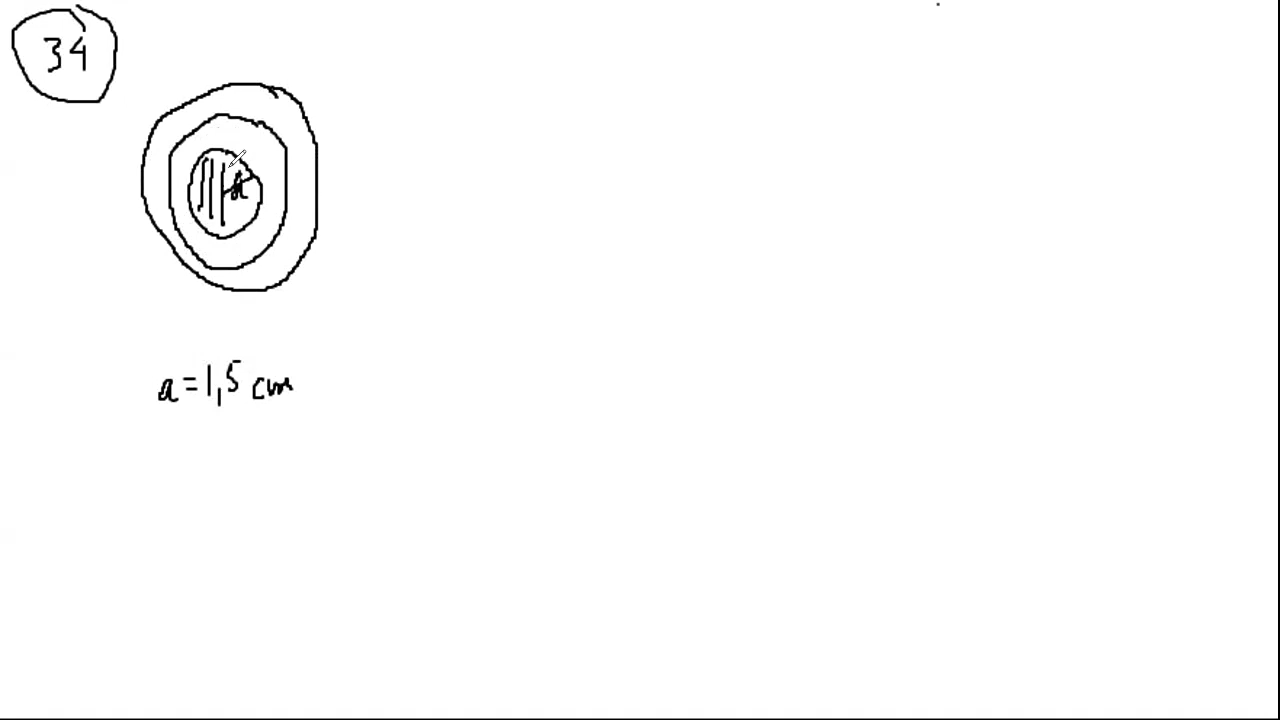 34
a
a = 1,5 cm